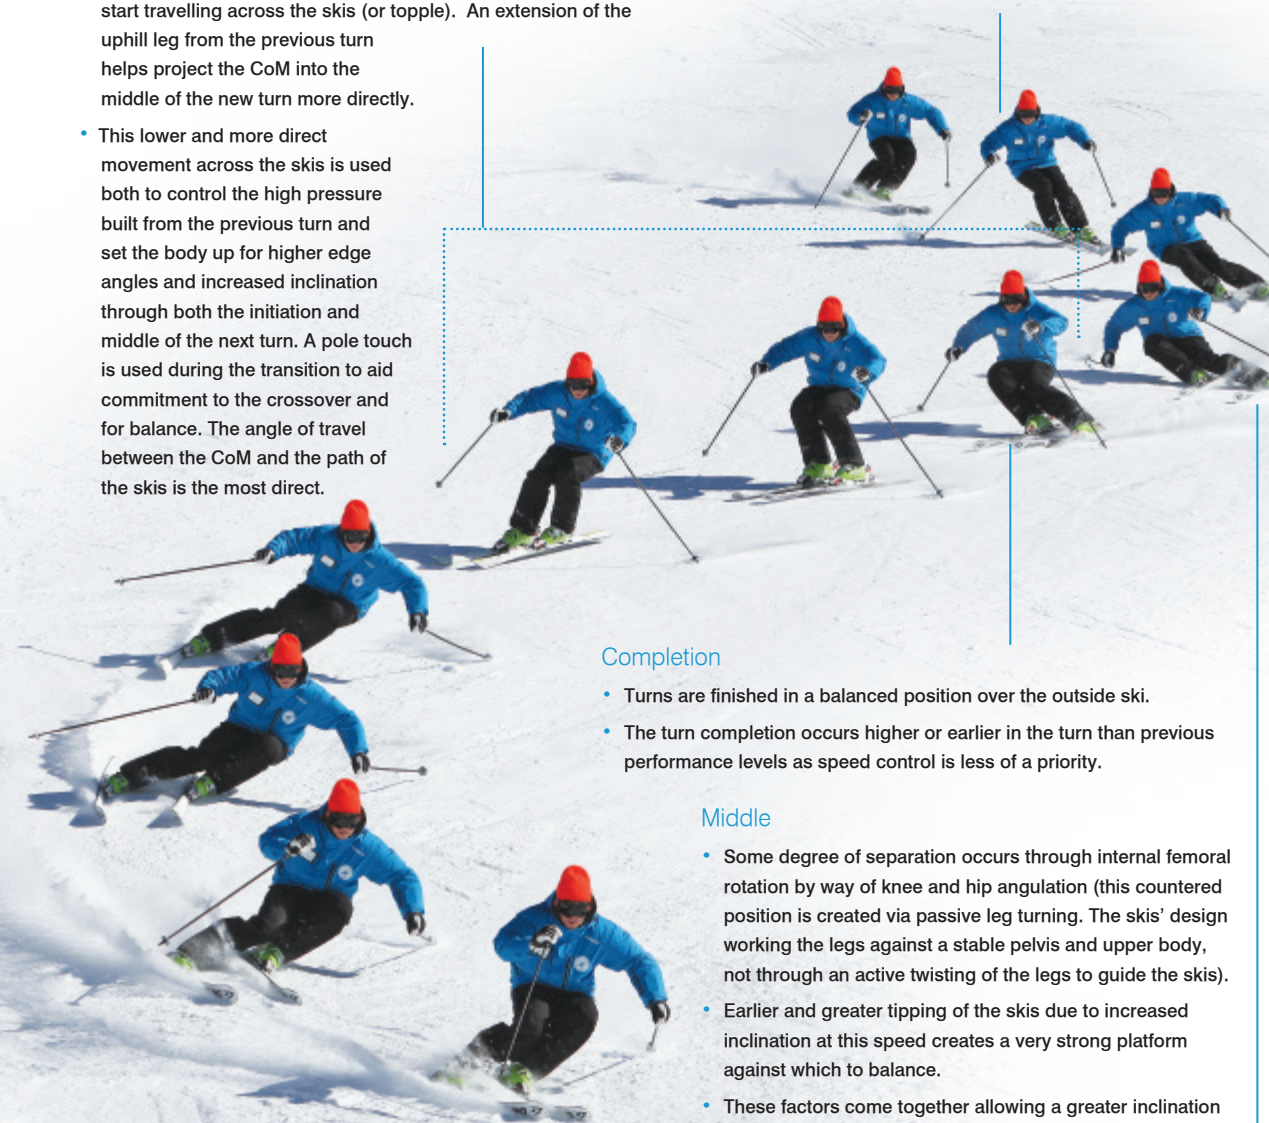 start travelling across the skis (or topple).  An extension of the
uphill leg from the previous turn
helps project the CoM into the
middle of the new turn more directly.
• This lower and more direct
movement across the skis is used
both to control the high pressure
built from the previous turn and
set the body up for higher edge
angles and increased inclination
through both the initiation and
middle of the next turn. A pole touch
is used during the transition to aid
commitment to the crossover and
for balance. The angle of travel
between the CoM and the path of
the skis is the most direct.
Completion
• Turns are finished in a balanced position over the outside ski.
• The turn completion occurs higher or earlier in the turn than previous
performance levels as speed control is less of a priority.
Middle
• Some degree of separation occurs through internal femoral
rotation by way of knee and hip angulation (this countered
position is created via passive leg turning. The skis’ design
working the legs against a stable pelvis and upper body,
not through an active twisting of the legs to guide the skis).
• Earlier and greater tipping of the skis due to increased
inclination at this speed creates a very strong platform
against which to balance.
• These factors come together allowing a greater inclination